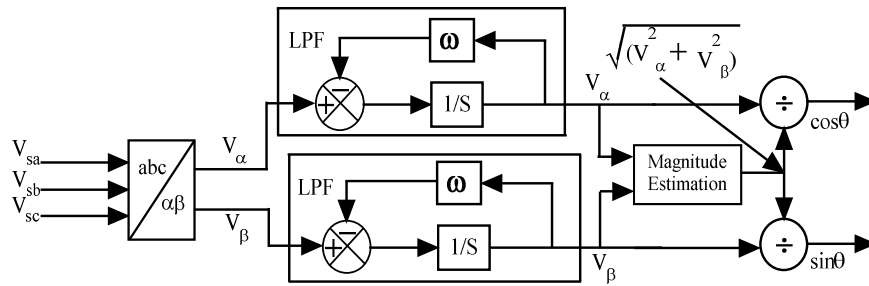 LPF
ω
1/S
+
−
√(V²α + V²β)
Vα
÷
cosθ
Vsa
Vsb
Vsc
abc
αβ
Vα
Vβ
Magnitude
Estimation
LPF
ω
1/S
+
−
Vβ
÷
sinθ